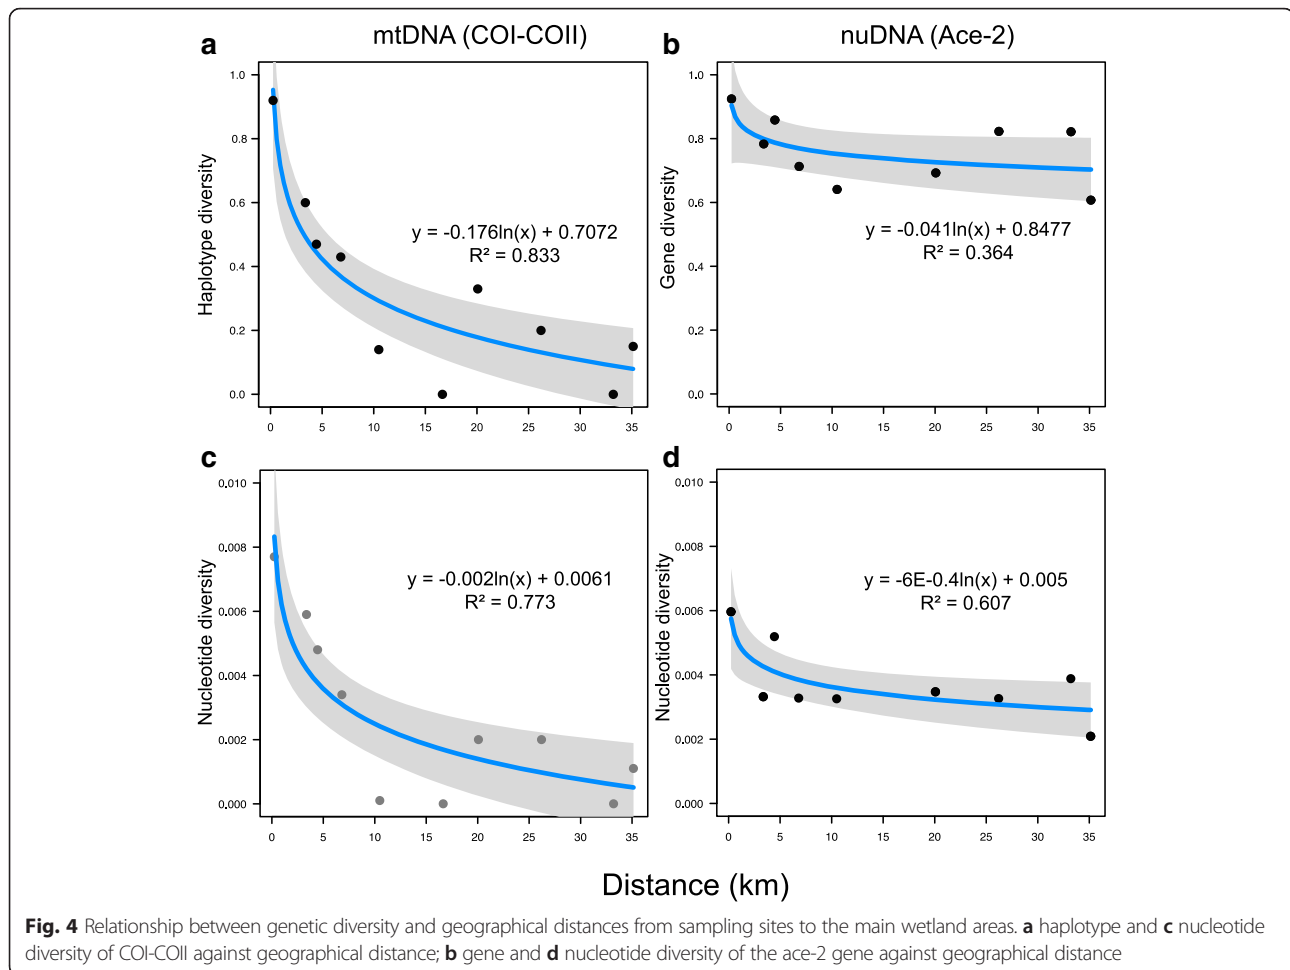 mtDNA (COI-COII)
nuDNA (Ace-2)
a
1.0
0.8
0.6
0.4
0.2
0.0
Haplotype diversity
y = -0.176ln(x) + 0.7072
R² = 0.833
0 5 10 15 20 25 30 35
b
1.0
0.8
0.6
0.4
0.2
0.0
Gene diversity
y = -0.041ln(x) + 0.8477
R² = 0.364
0 5 10 15 20 25 30 35
c
0.010
0.008
0.006
0.004
0.002
0.000
Nucleotide diversity
y = -0.002ln(x) + 0.0061
R² = 0.773
0 5 10 15 20 25 30 35
d
0.010
0.008
0.006
0.004
0.002
0.000
Nucleotide diversity
y = -6E-0.4ln(x) + 0.005
R² = 0.607
0 5 10 15 20 25 30 35
Distance (km)
Fig. 4 Relationship between genetic diversity and geographical distances from sampling sites to the main wetland areas. a haplotype and c nucleotide
diversity of COI-COII against geographical distance; b gene and d nucleotide diversity of the ace-2 gene against geographical distance